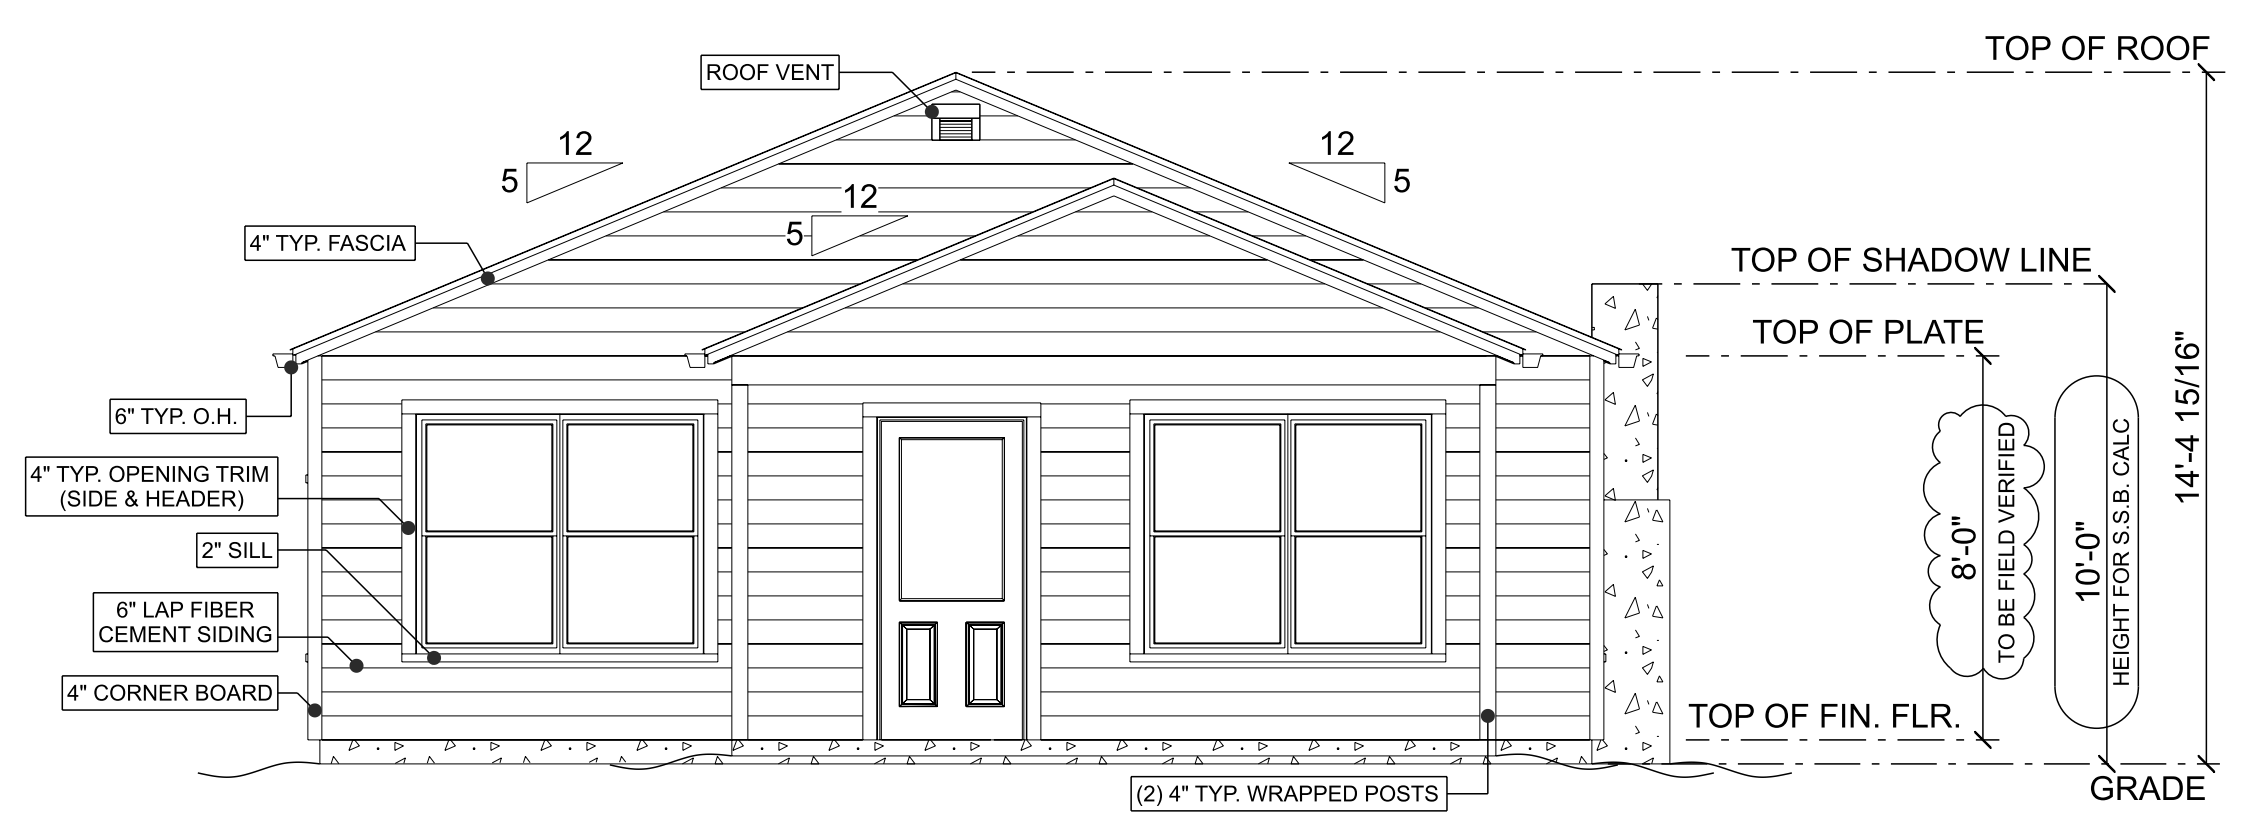 TOP OF ROOF
ROOF VENT
12
5
12
5
12
5
4" TYP. FASCIA
TOP OF SHADOW LINE
TOP OF PLATE
14'-4 15/16"
6" TYP. O.H.
4" TYP. OPENING TRIM
(SIDE & HEADER)
8'-0"
TO BE FIELD VERIFIED
10'-0"
HEIGHT FOR S.S.B. CALC
2" SILL
6" LAP FIBER
CEMENT SIDING
4" CORNER BOARD
TOP OF FIN. FLR.
(2) 4" TYP. WRAPPED POSTS
GRADE